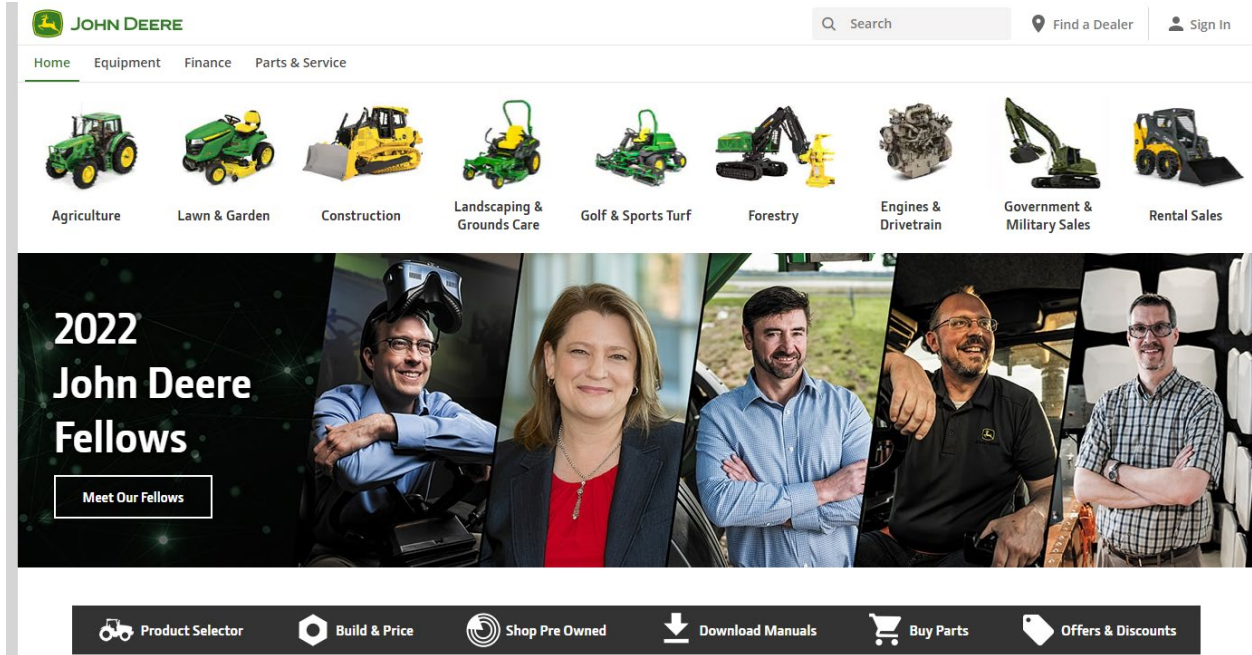 JOHN DEERE
Search
Find a Dealer
Sign In
Home Equipment Finance Parts & Service
Agriculture
Lawn & Garden
Construction
Landscaping &
Grounds Care
Golf & Sports Turf
Forestry
Engines &
Drivetrain
Government &
Military Sales
Rental Sales
2022
John Deere
Fellows
Meet Our Fellows
Product Selector
Build & Price
Shop Pre Owned
Download Manuals
Buy Parts
Offers & Discounts